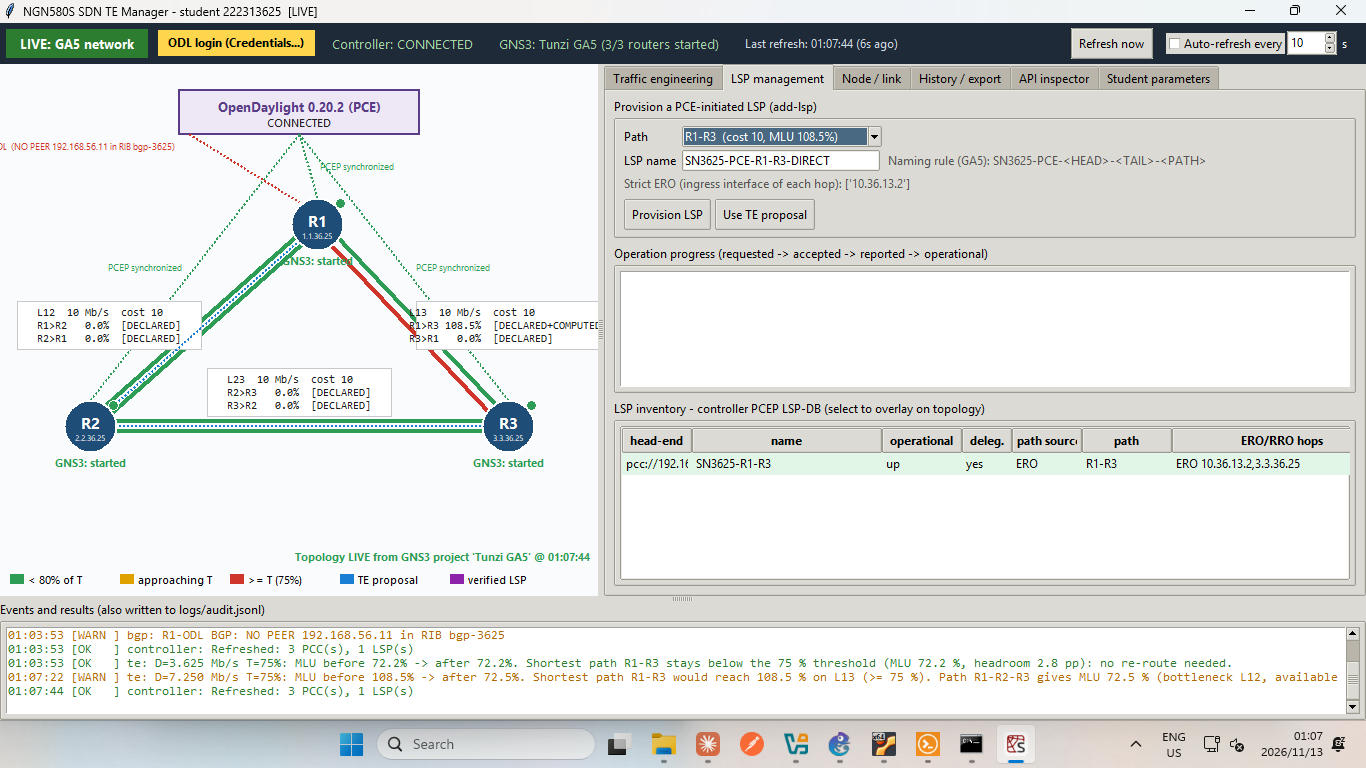 NGN580S SDN TE Manager - student 222313625 [LIVE]
LIVE: GA5 network
ODL login (Credentials...)
Controller: CONNECTED
GNS3: Tunzi GA5 (3/3 routers started)
Last refresh: 01:07:44 (6s ago)
Refresh now
Auto-refresh every
10
s
OpenDaylight 0.20.2 (PCE)
CONNECTED
DL (NO PEER 192.168.56.11 in RIB bgp-3625)
PCEP synchronized
R1
1.1.36.25
GNS3: started
PCEP synchronized
PCEP synchronized
L12 10 Mb/s cost 10
R1>R2 0.0% [DECLARED]
R2>R1 0.0% [DECLARED]
L13 10 Mb/s cost 10
R1>R3 108.5% [DECLARED+COMPUTED
R3>R1 0.0% [DECLARED]
L23 10 Mb/s cost 10
R2>R3 0.0% [DECLARED]
R3>R2 0.0% [DECLARED]
R2
2.2.36.25
GNS3: started
R3
3.3.36.25
GNS3: started
Topology LIVE from GNS3 project 'Tunzi GA5' @ 01:07:44
< 80% of T
approaching T
>= T (75%)
TE proposal
verified LSP
Traffic engineering
LSP management
Node / link
History / export
API inspector
Student parameters
Provision a PCE-initiated LSP (add-lsp)
Path
R1-R3 (cost 10, MLU 108.5%)
LSP name
SN3625-PCE-R1-R3-DIRECT
Naming rule (GA5): SN3625-PCE-<HEAD>-<TAIL>-<PATH>
Strict ERO (ingress interface of each hop): ['10.36.13.2']
Provision LSP
Use TE proposal
Operation progress (requested -> accepted -> reported -> operational)
LSP inventory - controller PCEP LSP-DB (select to overlay on topology)
head-end
name
operational
deleg.
path sourc
path
ERO/RRO hops
pcc://192.16
SN3625-R1-R3
up
yes
ERO
R1-R3
ERO 10.36.13.2,3.3.36.25
Events and results (also written to logs/audit.jsonl)
01:03:53 [WARN ] bgp: R1-ODL BGP: NO PEER 192.168.56.11 in RIB bgp-3625
01:03:53 [OK ] controller: Refreshed: 3 PCC(s), 1 LSP(s)
01:03:53 [OK ] te: D=3.625 Mb/s T=75%: MLU before 72.2% -> after 72.2%. Shortest path R1-R3 stays below the 75 % threshold (MLU 72.2 %, headroom 2.8 pp): no re-route needed.
01:07:22 [WARN ] te: D=7.250 Mb/s T=75%: MLU before 108.5% -> after 72.5%. Shortest path R1-R3 would reach 108.5 % on L13 (>= 75 %). Path R1-R2-R3 gives MLU 72.5 % (bottleneck L12, available
01:07:44 [OK ] controller: Refreshed: 3 PCC(s), 1 LSP(s)
Search
ENG
US
01:07
2026/11/13